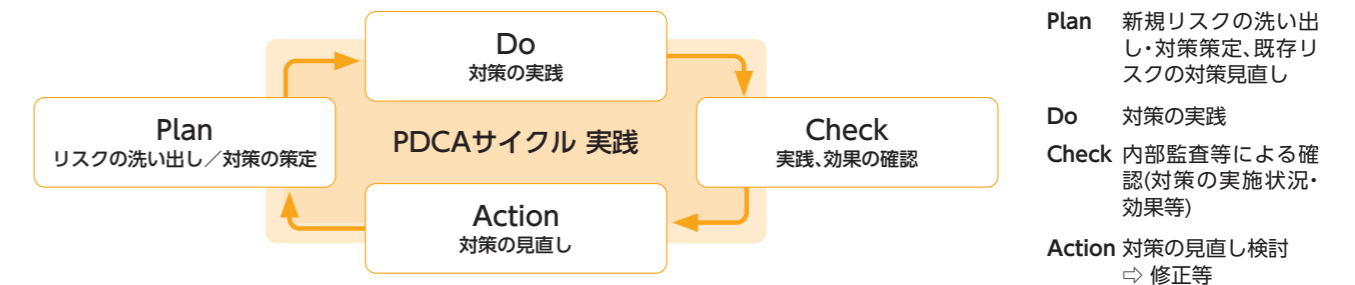 Do
対策の実践
Plan
リスクの洗い出し／対策の策定
PDCAサイクル 実践
Check
実践、効果の確認
Action
対策の見直し
Plan 新規リスクの洗い出
し・対策策定、既存リ
スクの対策見直し
Do 対策の実践
Check 内部監査等による確
認(対策の実施状況・
効果等)
Action 対策の見直し検討
⇨ 修正等